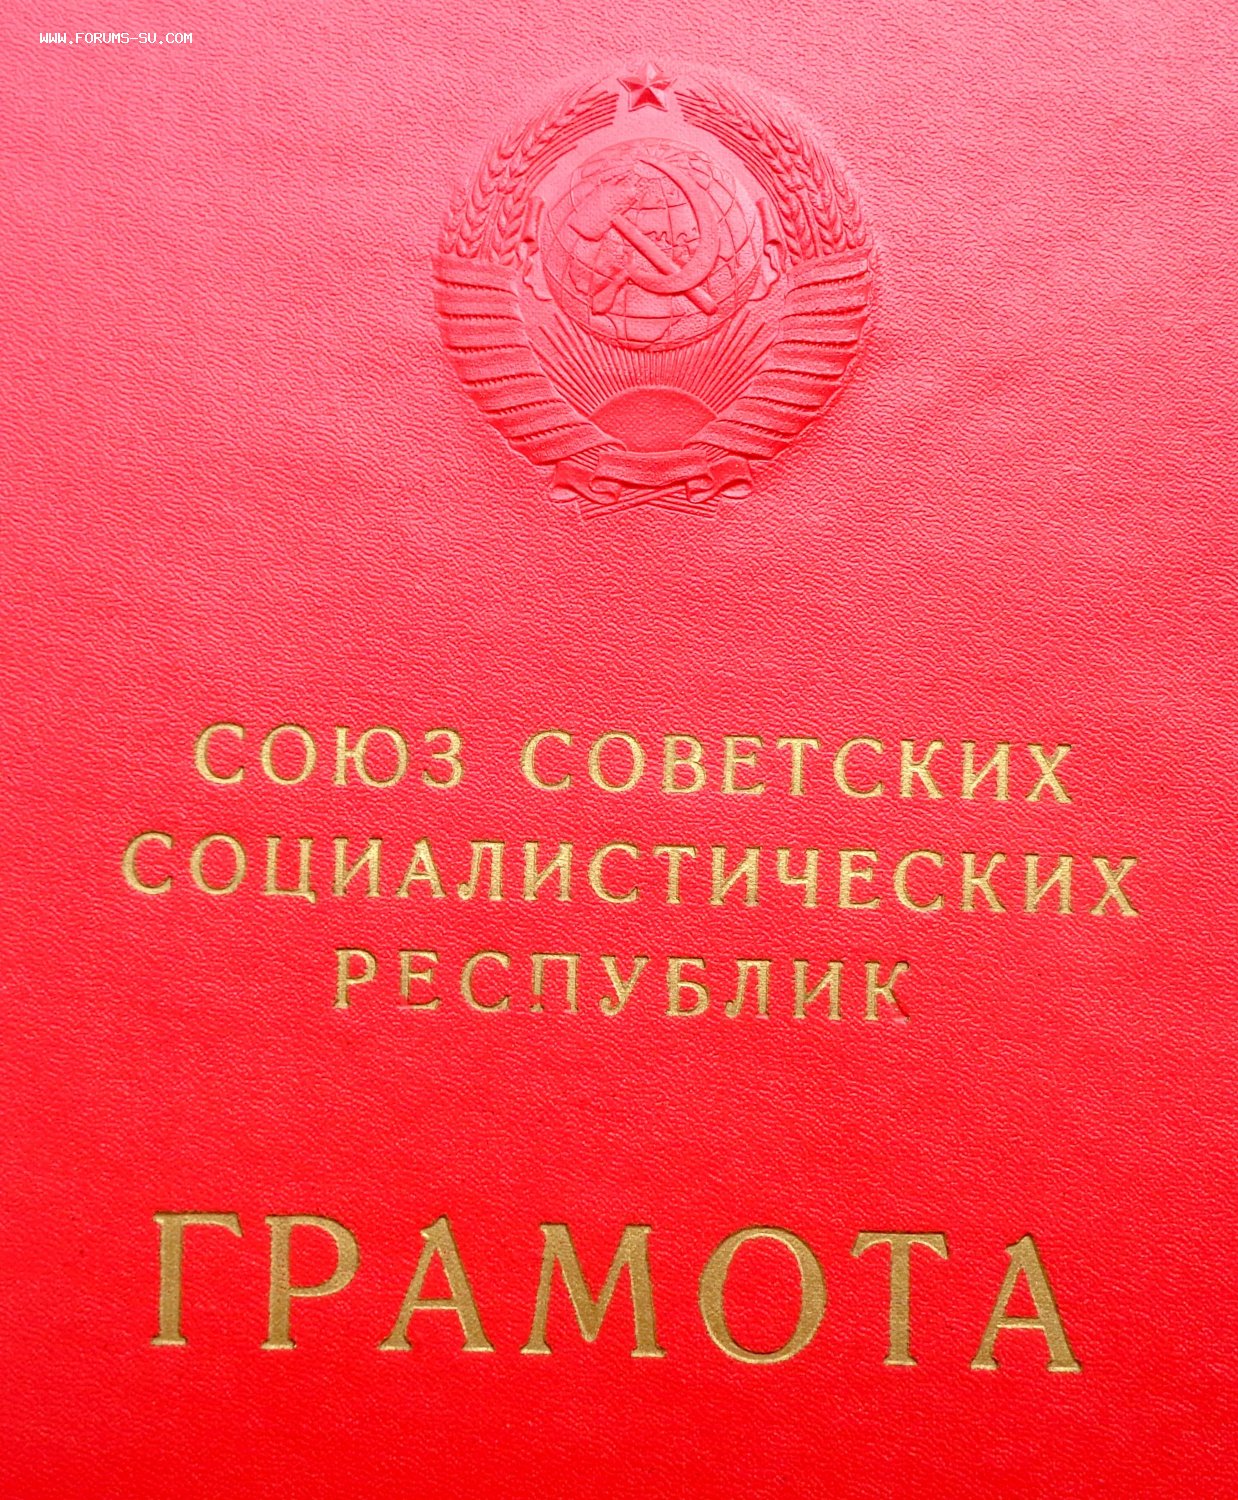 WWW.FORUMS-SU.COM
СОЮЗ СОВЕТСКИХ
СОЦИАЛИСТИЧЕСКИХ
РЕСПУБЛИК
ГРАМОТА